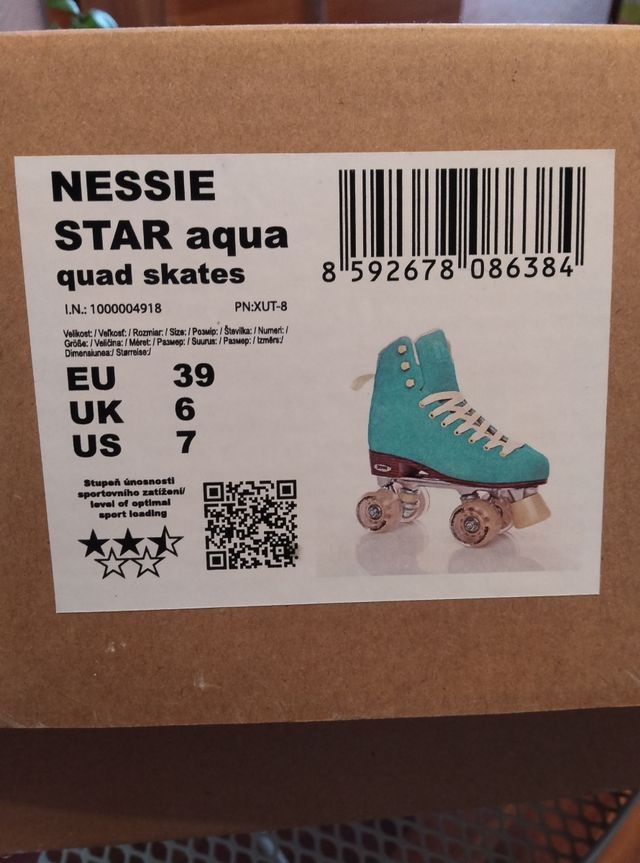 NESSIE
STAR aqua
quad skates
I.N.: 1000004918 PN:XUT-8
8 592678 086384
Velikost: / Veľkosť: / Rozmiar: / Size: / Розмір: / Številka: / Numeri: /
Größe: / Veličina: / Méret: / Размер: / Suurus: / Размер: / Izmērs:/
Dimensiunea:/ Størrelse:/
EU 39
UK 6
US 7
Stupeň únosnosti
sportovního zatížení/
level of optimal
sport loading